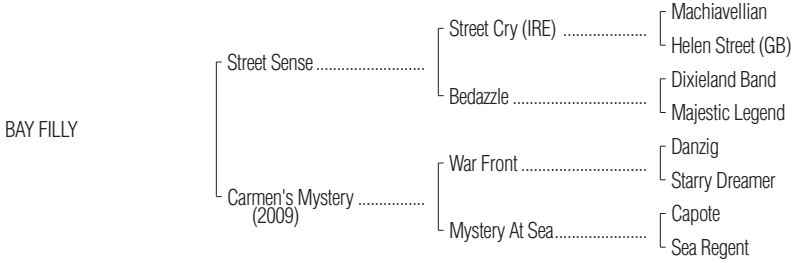 Machiavellian
Street Cry (IRE) ....................
Helen Street (GB)
Street Sense ..........................
Dixieland Band
Bedazzle ................................
Majestic Legend
BAY FILLY
Danzig
War Front ..............................
Starry Dreamer
Carmen's Mystery ................
(2009)
Capote
Mystery At Sea......................
Sea Regent